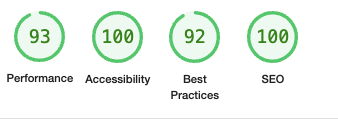 93 100 92 100
Performance Accessibility Best Practices SEO